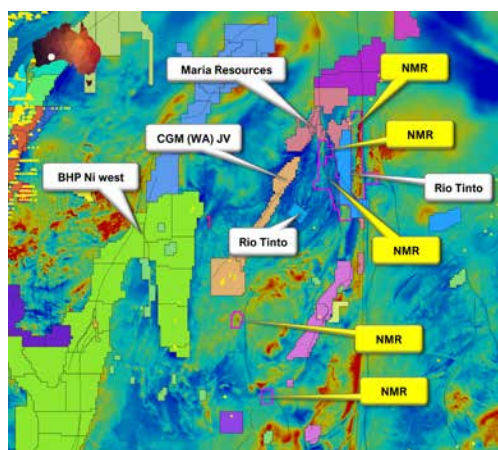 Maria Resources
NMR
CGM (WA) JV
NMR
BHP Ni west
Rio Tinto
Rio Tinto
NMR
NMR
NMR